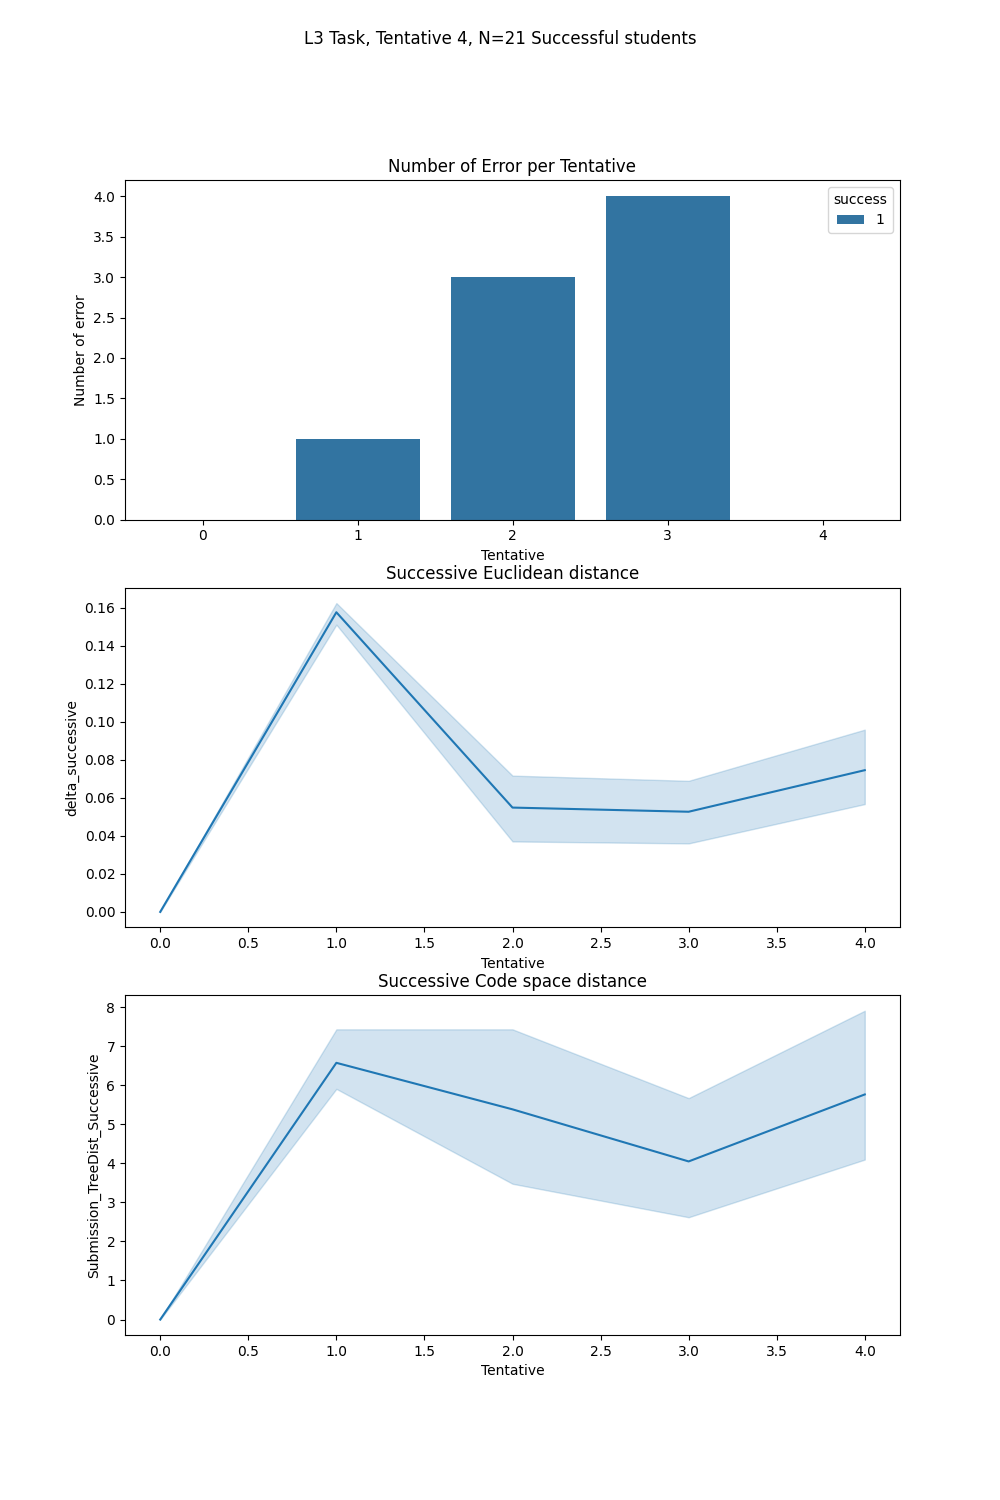 L3 Task, Tentative 4, N=21 Successful students
Number of Error per Tentative
4.0
3.5
3.0
2.5
2.0
1.5
1.0
0.5
0.0
Number of error
success
1
0 1 2 3 4
Tentative
Successive Euclidean distance
0.16
0.14
0.12
0.10
0.08
0.06
0.04
0.02
0.00
delta_successive
0.0 0.5 1.0 1.5 2.0 2.5 3.0 3.5 4.0
Tentative
Successive Code space distance
8
7
6
5
4
3
2
1
0
Submission_TreeDist_Successive
0.0 0.5 1.0 1.5 2.0 2.5 3.0 3.5 4.0
Tentative